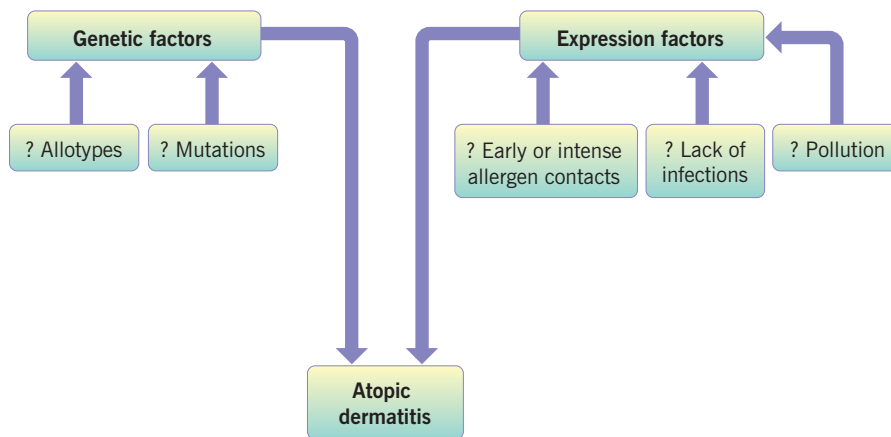 Genetic factors
Expression factors
? Allotypes
? Mutations
? Early or intense
allergen contacts
? Lack of
infections
? Pollution
Atopic
dermatitis